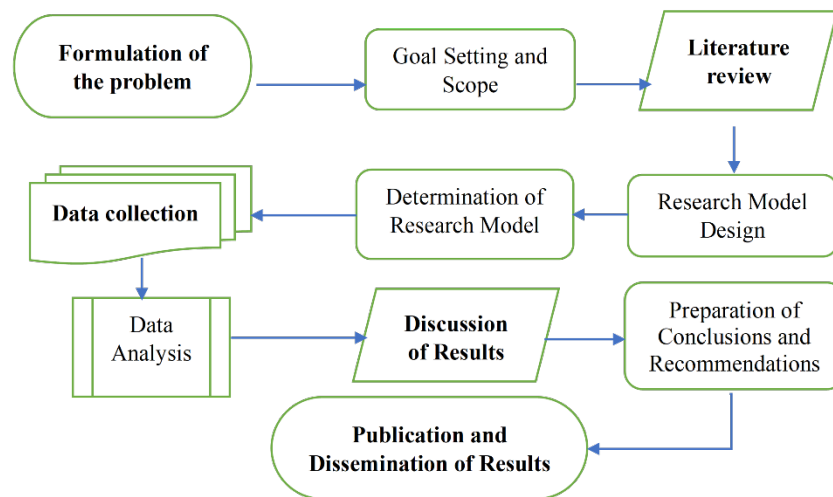 Formulation of
the problem
Goal Setting and
Scope
Literature
review
Research Model
Design
Determination of
Research Model
Data collection
Data
Analysis
Discussion
of Results
Preparation of
Conclusions and
Recommendations
Publication and
Dissemination of Results